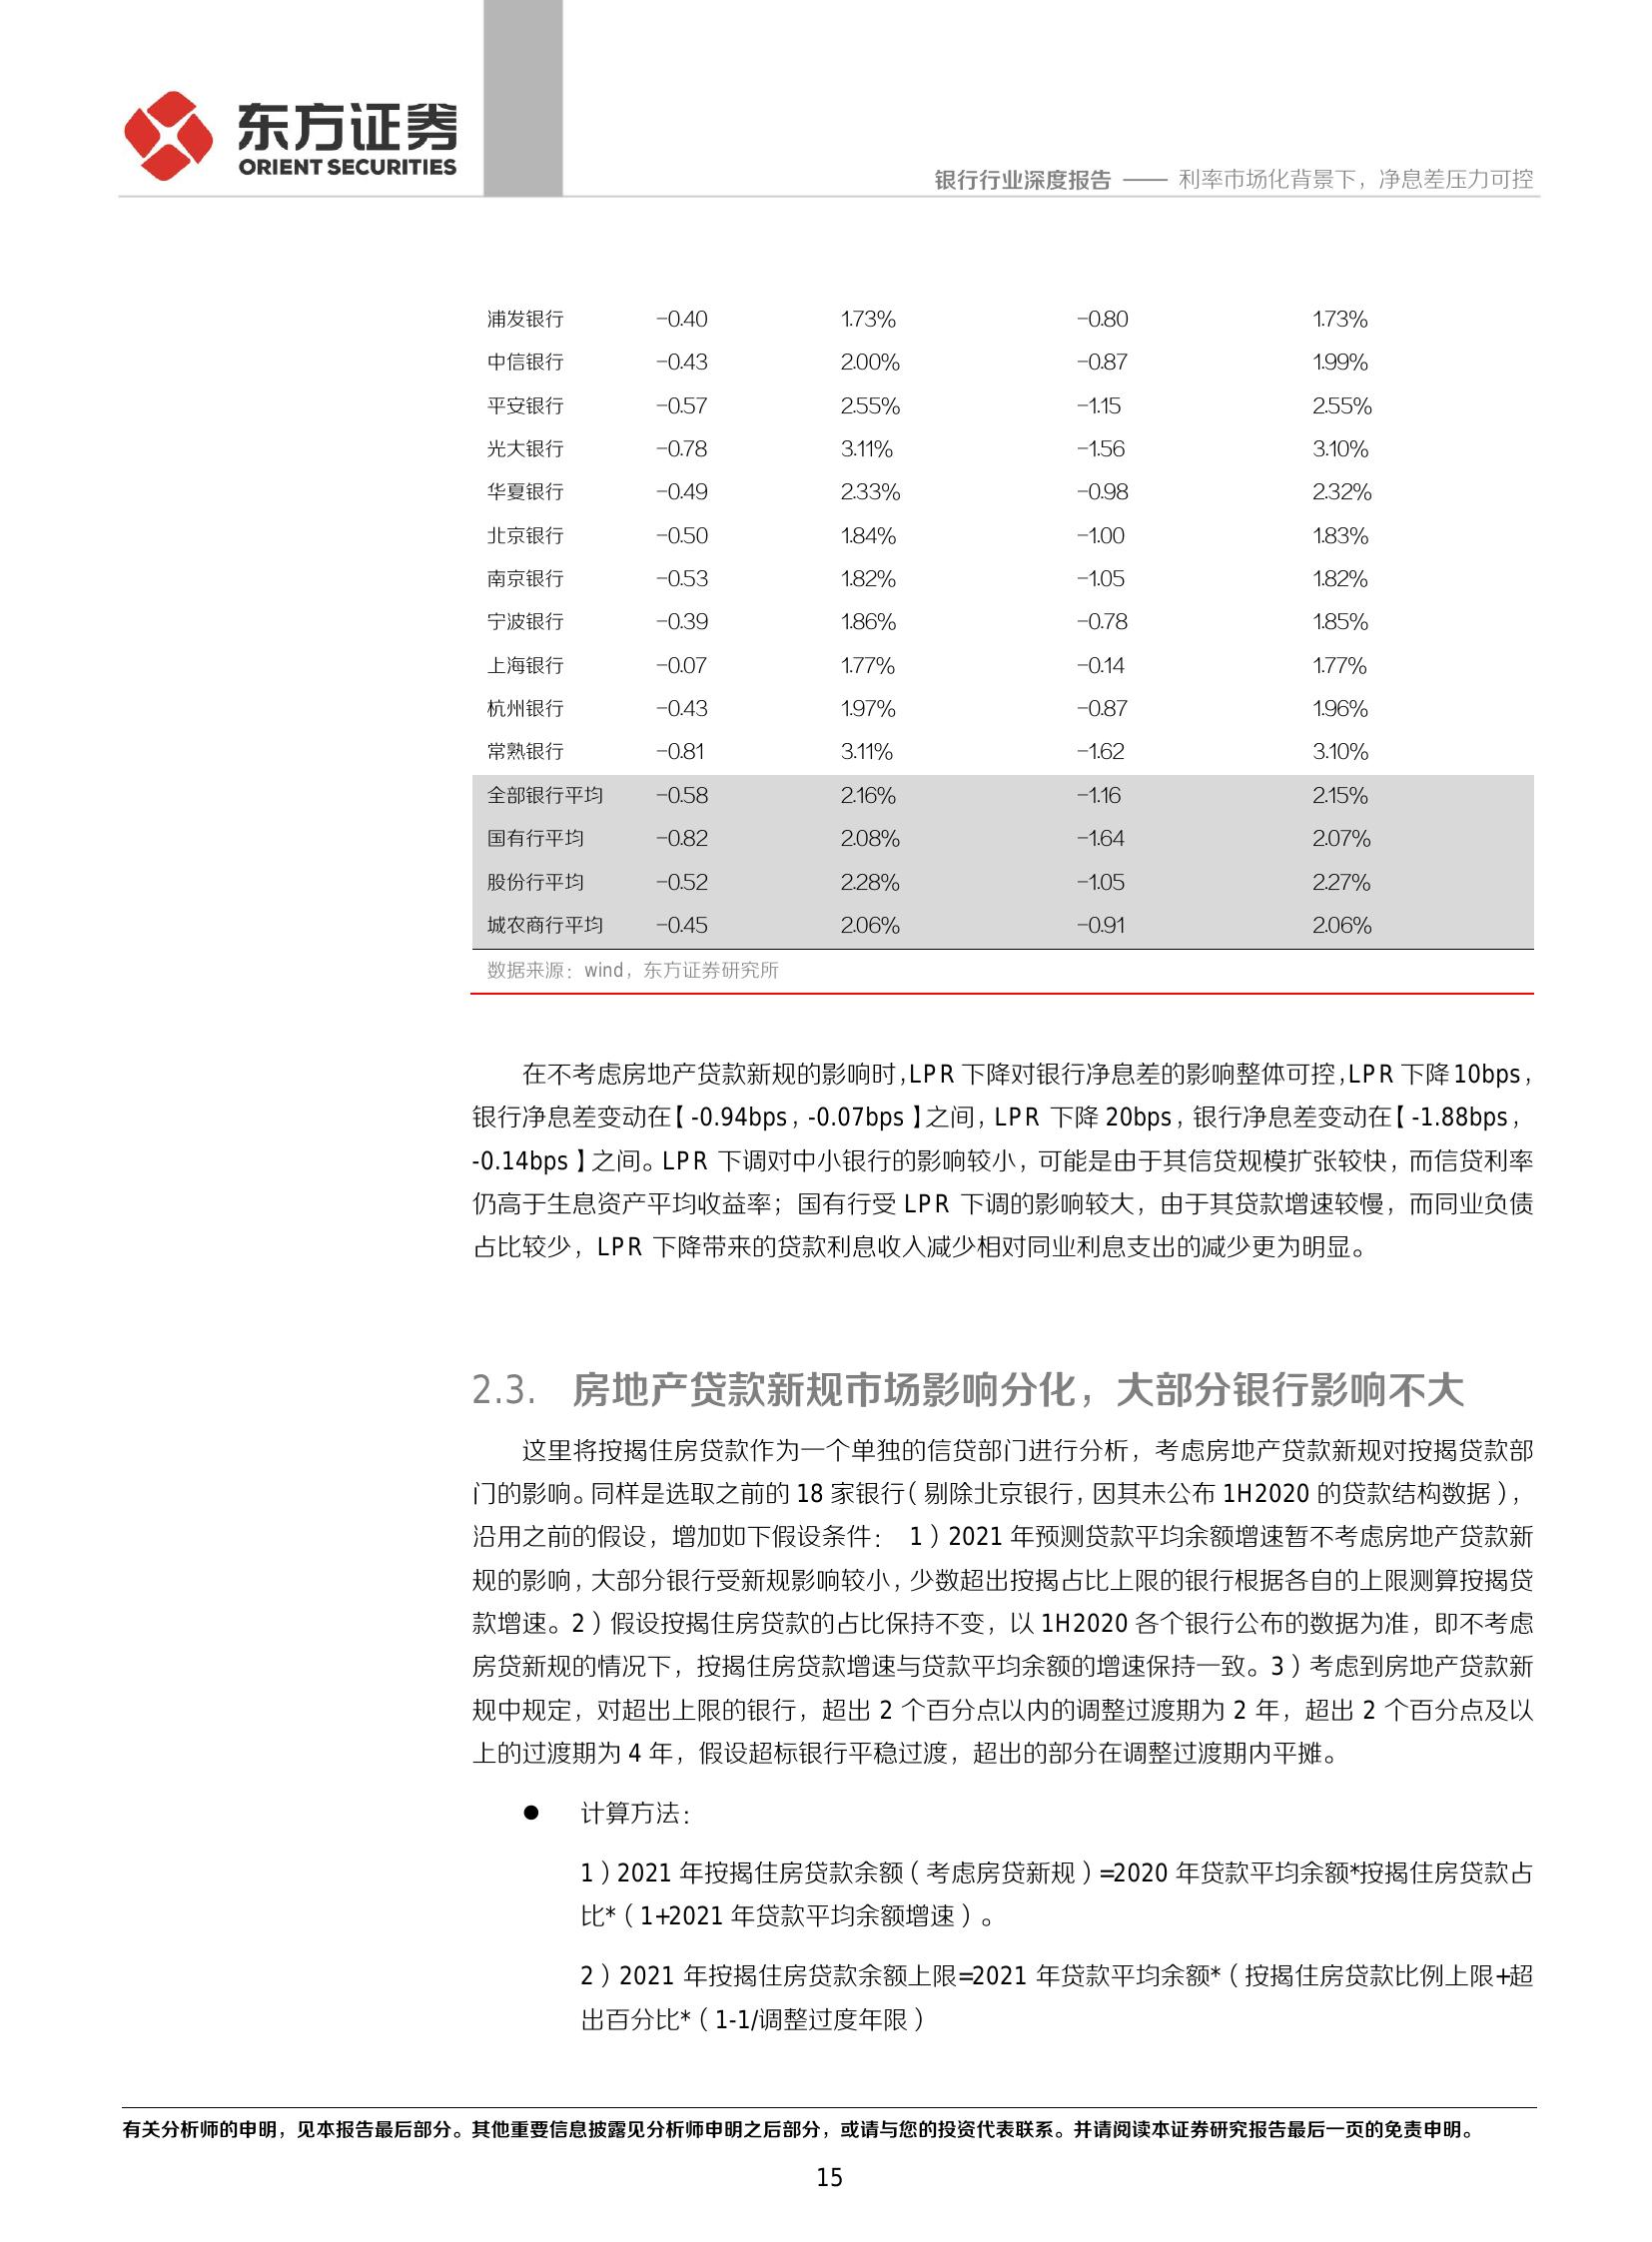 东方证券
ORIENT SECURITIES
银行行业深度报告 —— 利率市场化背景下，净息差压力可控
浦发银行 -0.40 1.73% -0.80 1.73%
中信银行 -0.43 2.00% -0.87 1.99%
平安银行 -0.57 2.55% -1.15 2.55%
光大银行 -0.78 3.11% -1.56 3.10%
华夏银行 -0.49 2.33% -0.98 2.32%
北京银行 -0.50 1.84% -1.00 1.83%
南京银行 -0.53 1.82% -1.05 1.82%
宁波银行 -0.39 1.86% -0.78 1.85%
上海银行 -0.07 1.77% -0.14 1.77%
杭州银行 -0.43 1.97% -0.87 1.96%
常熟银行 -0.81 3.11% -1.62 3.10%
全部银行平均 -0.58 2.16% -1.16 2.15%
国有行平均 -0.82 2.08% -1.64 2.07%
股份行平均 -0.52 2.28% -1.05 2.27%
城农商行平均 -0.45 2.06% -0.91 2.06%
数据来源：wind，东方证券研究所
在不考虑房地产贷款新规的影响时，LPR 下降对银行净息差的影响整体可控，LPR 下降 10bps，
银行净息差变动在【-0.94bps，-0.07bps】之间，LPR 下降 20bps，银行净息差变动在【-1.88bps，
-0.14bps】之间。LPR 下调对中小银行的影响较小，可能是由于其信贷规模扩张较快，而信贷利率
仍高于生息资产平均收益率；国有行受 LPR 下调的影响较大，由于其贷款增速较慢，而同业负债
占比较少，LPR 下降带来的贷款利息收入减少相对同业利息支出的减少更为明显。
2.3. 房地产贷款新规市场影响分化，大部分银行影响不大
这里将按揭住房贷款作为一个单独的信贷部门进行分析，考虑房地产贷款新规对按揭贷款部
门的影响。同样是选取之前的 18 家银行（剔除北京银行，因其未公布 1H2020 的贷款结构数据），
沿用之前的假设，增加如下假设条件： 1）2021 年预测贷款平均余额增速暂不考虑房地产贷款新
规的影响，大部分银行受新规影响较小，少数超出按揭占比上限的银行根据各自的上限测算按揭贷
款增速。2）假设按揭住房贷款的占比保持不变，以 1H2020 各个银行公布的数据为准，即不考虑
房贷新规的情况下，按揭住房贷款增速与贷款平均余额的增速保持一致。3）考虑到房地产贷款新
规中规定，对超出上限的银行，超出 2 个百分点以内的调整过渡期为 2 年，超出 2 个百分点及以
上的过渡期为 4 年，假设超标银行平稳过渡，超出的部分在调整过渡期内平摊。
● 计算方法：
1）2021 年按揭住房贷款余额（考虑房贷新规）=2020 年贷款平均余额*按揭住房贷款占
比*（1+2021 年贷款平均余额增速）。
2）2021 年按揭住房贷款余额上限=2021 年贷款平均余额*（按揭住房贷款比例上限+超
出百分比*（1-1/调整过度年限）
有关分析师的申明，见本报告最后部分。其他重要信息披露见分析师申明之后部分，或请与您的投资代表联系。并请阅读本证券研究报告最后一页的免责申明。
15